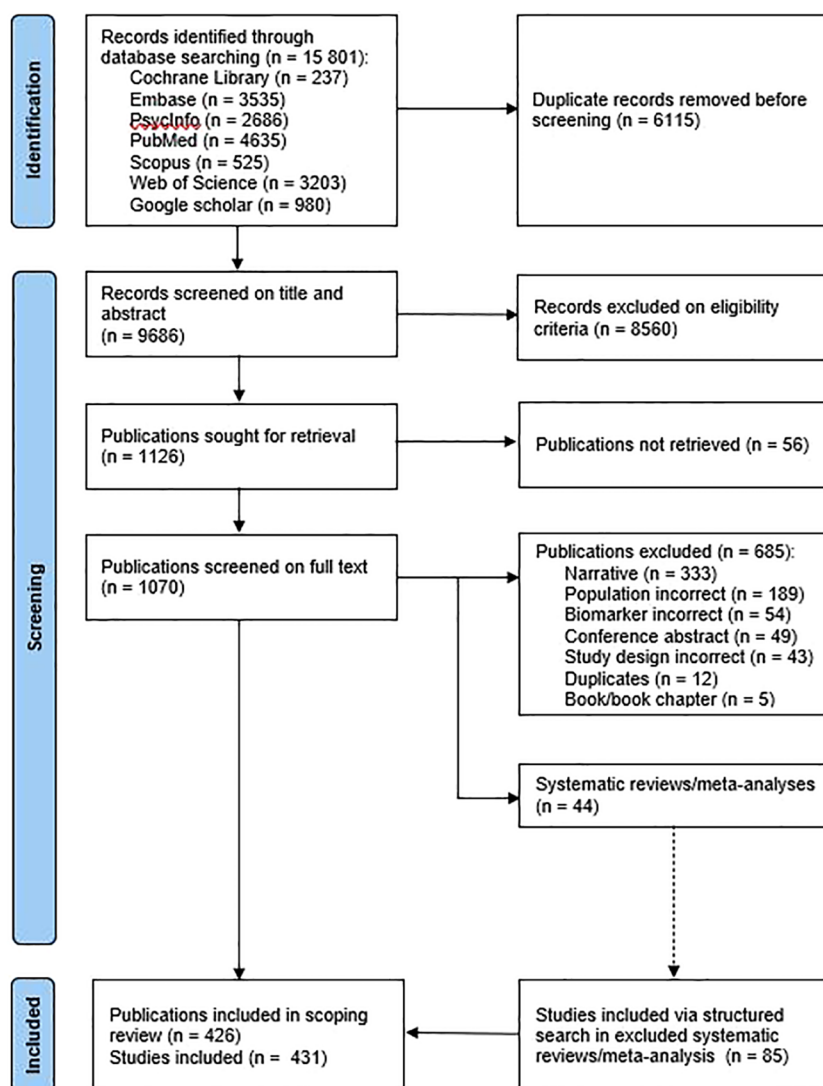 Identification
Records identified through
database searching (n = 15 801):
Cochrane Library (n = 237)
Embase (n = 3535)
PsycInfo (n = 2686)
PubMed (n = 4635)
Scopus (n = 525)
Web of Science (n = 3203)
Google scholar (n = 980)
Duplicate records removed before
screening (n = 6115)
Screening
Records screened on title and
abstract
(n = 9686)
Records excluded on eligibility
criteria (n = 8560)
Publications sought for retrieval
(n = 1126)
Publications not retrieved (n = 56)
Publications screened on full text
(n = 1070)
Publications excluded (n = 685):
Narrative (n = 333)
Population incorrect (n = 189)
Biomarker incorrect (n = 54)
Conference abstract (n = 49)
Study design incorrect (n = 43)
Duplicates (n = 12)
Book/book chapter (n = 5)
Systematic reviews/meta-analyses
(n = 44)
Included
Publications included in scoping
review (n = 426)
Studies included (n = 431)
Studies included via structured
search in excluded systematic
reviews/meta-analysis (n = 85)